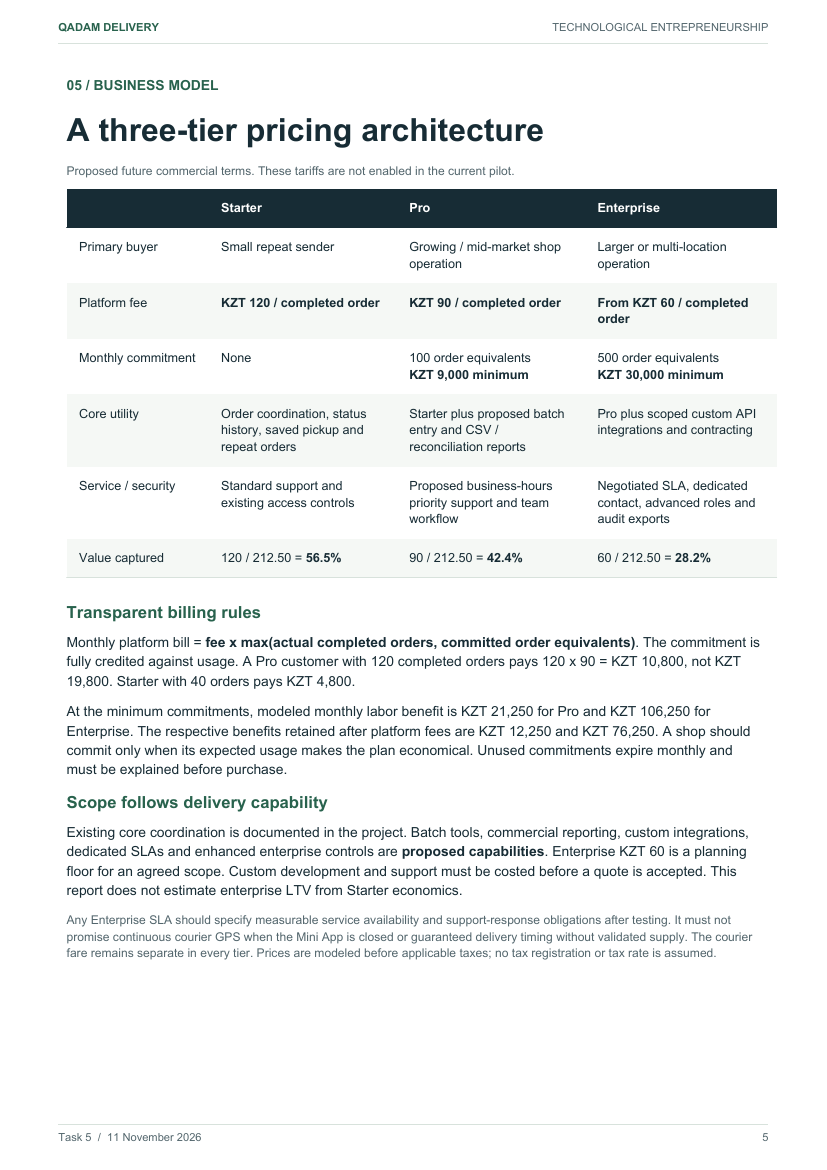 QADAM DELIVERY
TECHNOLOGICAL ENTREPRENEURSHIP
05 / BUSINESS MODEL
A three-tier pricing architecture
Proposed future commercial terms. These tariffs are not enabled in the current pilot.
Starter
Pro
Enterprise
Primary buyer
Small repeat sender
Growing / mid-market shop
operation
Larger or multi-location
operation
Platform fee
KZT 120 / completed order
KZT 90 / completed order
From KZT 60 / completed
order
Monthly commitment
None
100 order equivalents
KZT 9,000 minimum
500 order equivalents
KZT 30,000 minimum
Core utility
Order coordination, status
history, saved pickup and
repeat orders
Starter plus proposed batch
entry and CSV /
reconciliation reports
Pro plus scoped custom API
integrations and contracting
Service / security
Standard support and
existing access controls
Proposed business-hours
priority support and team
workflow
Negotiated SLA, dedicated
contact, advanced roles and
audit exports
Value captured
120 / 212.50 = 56.5%
90 / 212.50 = 42.4%
60 / 212.50 = 28.2%
Transparent billing rules
Monthly platform bill = fee x max(actual completed orders, committed order equivalents). The commitment is
fully credited against usage. A Pro customer with 120 completed orders pays 120 x 90 = KZT 10,800, not KZT
19,800. Starter with 40 orders pays KZT 4,800.
At the minimum commitments, modeled monthly labor benefit is KZT 21,250 for Pro and KZT 106,250 for
Enterprise. The respective benefits retained after platform fees are KZT 12,250 and KZT 76,250. A shop should
commit only when its expected usage makes the plan economical. Unused commitments expire monthly and
must be explained before purchase.
Scope follows delivery capability
Existing core coordination is documented in the project. Batch tools, commercial reporting, custom integrations,
dedicated SLAs and enhanced enterprise controls are proposed capabilities. Enterprise KZT 60 is a planning
floor for an agreed scope. Custom development and support must be costed before a quote is accepted. This
report does not estimate enterprise LTV from Starter economics.
Any Enterprise SLA should specify measurable service availability and support-response obligations after testing. It must not
promise continuous courier GPS when the Mini App is closed or guaranteed delivery timing without validated supply. The courier
fare remains separate in every tier. Prices are modeled before applicable taxes; no tax registration or tax rate is assumed.
Task 5 / 11 November 2026
5